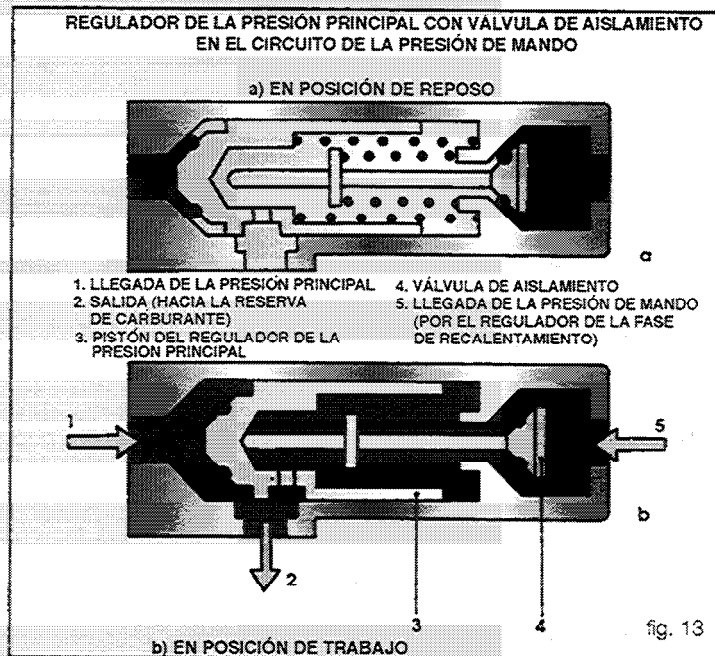 REGULADOR DE LA PRESIÓN PRINCIPAL CON VÁLVULA DE AISLAMIENTO
EN EL CIRCUITO DE LA PRESIÓN DE MANDO
a) EN POSICIÓN DE REPOSO
a
1. LLEGADA DE LA PRESIÓN PRINCIPAL
2. SALIDA (HACIA LA RESERVA
DE CARBURANTE)
3. PISTÓN DEL REGULADOR DE LA
PRESION PRINCIPAL
4. VÁLVULA DE AISLAMIENTO
5. LLEGADA DE LA PRESIÓN DE MANDO
(POR EL REGULADOR DE LA FASE
DE RECALENTAMIENTO)
1
5
b
2
3
4
fig. 13
b) EN POSICIÓN DE TRABAJO